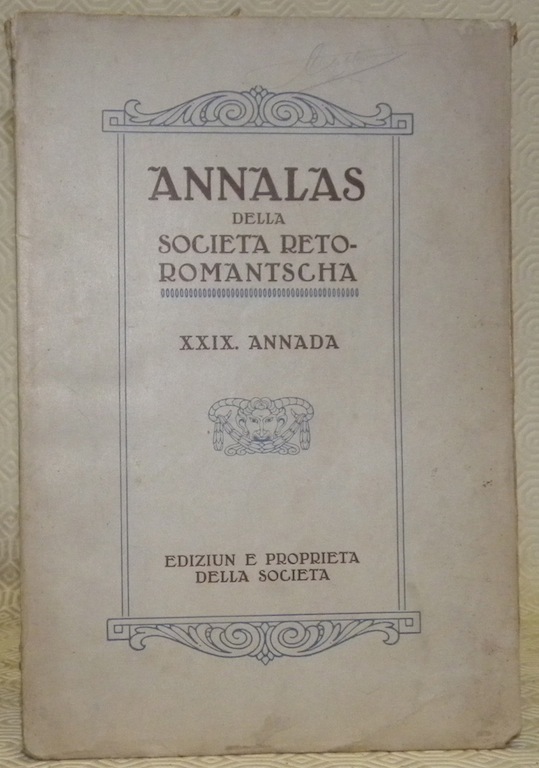 ANNALAS
DELLA
SOCIETA RETO-
ROMANTSCHA
XXIX. ANNADA
EDIZIUN E PROPRIETA
DELLA SOCIETA